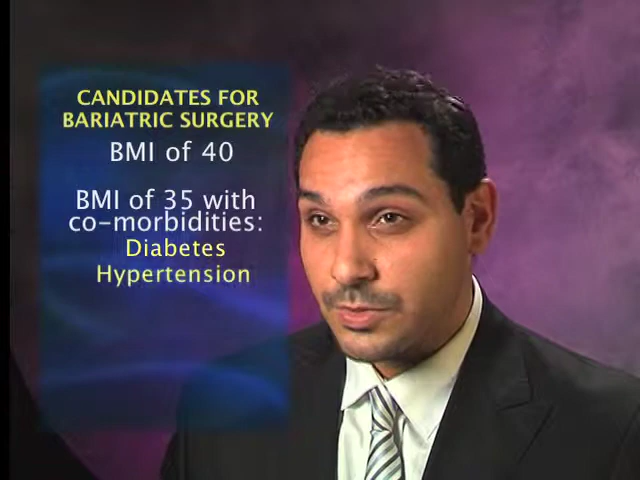 CANDIDATES FOR
BARIATRIC SURGERY
BMI of 40
BMI of 35 with
co-morbidities:
Diabetes
Hypertension